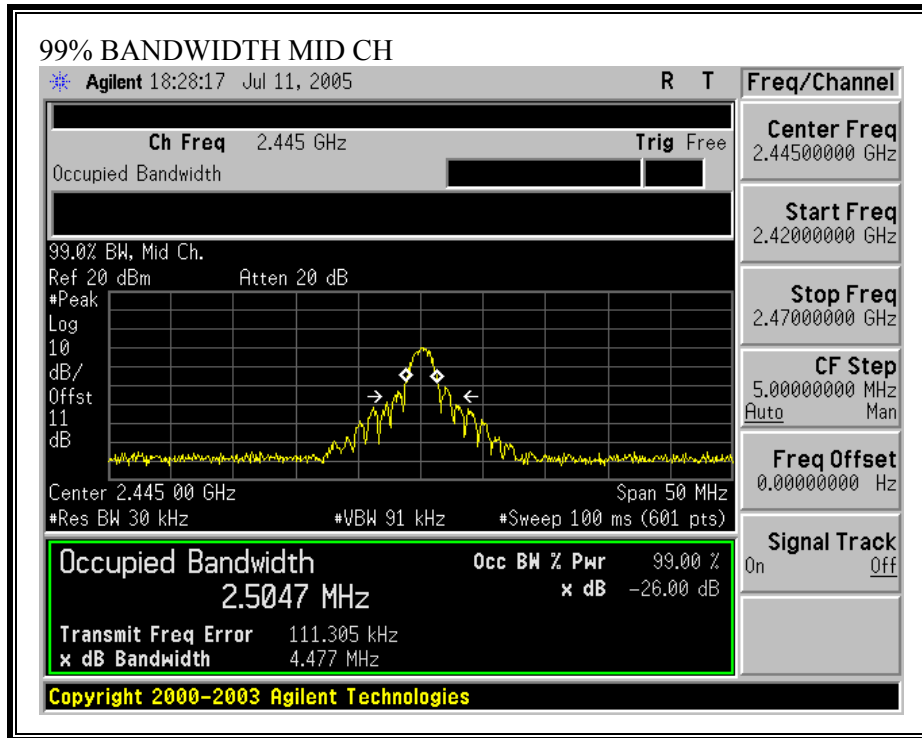 99% BANDWIDTH MID CH
Agilent 18:28:17 Jul 11, 2005 R T
Ch Freq 2.445 GHz Trig Free
Occupied Bandwidth
99.0% BW, Mid Ch.
Ref 20 dBm Atten 20 dB
#Peak
Log
10
dB/
Offst
11
dB
Center 2.445 00 GHz Span 50 MHz
#Res BW 30 kHz #VBW 91 kHz #Sweep 100 ms (601 pts)
Occupied Bandwidth Occ BW % Pwr 99.00 %
2.5047 MHz x dB -26.00 dB
Transmit Freq Error 111.305 kHz
x dB Bandwidth 4.477 MHz
Copyright 2000-2003 Agilent Technologies
Freq/Channel
Center Freq
2.44500000 GHz
Start Freq
2.42000000 GHz
Stop Freq
2.47000000 GHz
CF Step
5.00000000 MHz
Auto Man
Freq Offset
0.00000000 Hz
Signal Track
On Off